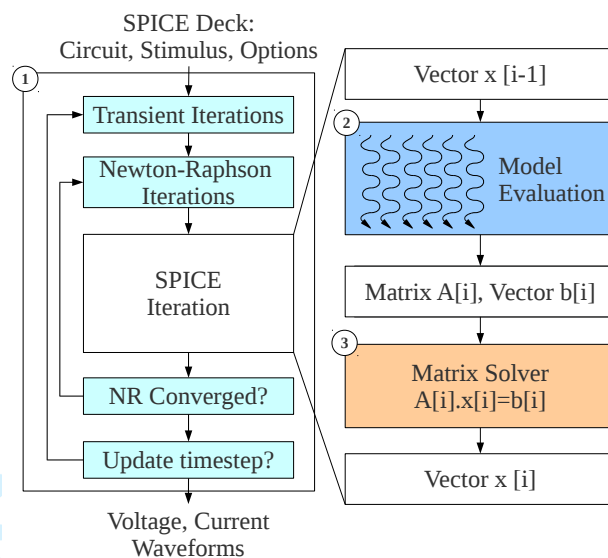 SPICE Deck:
Circuit, Stimulus, Options
1
Transient Iterations
Newton-Raphson
Iterations
SPICE
Iteration
NR Converged?
Update timestep?
Voltage, Current
Waveforms
Vector x [i-1]
2
Model
Evaluation
Matrix A[i], Vector b[i]
3
Matrix Solver
A[i].x[i]=b[i]
Vector x [i]